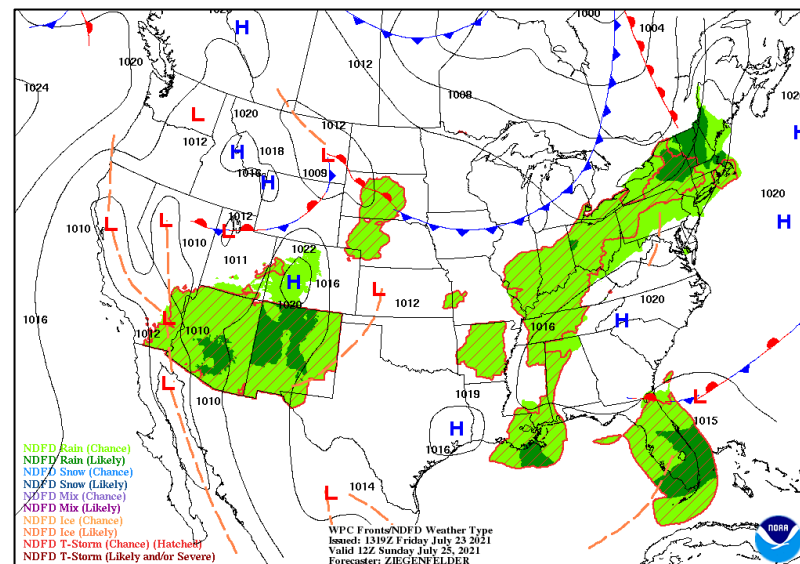 1000
1004
1020
1012
1020
1024
1008
1020
1012
1012
1018
1016
1009
1020
1012
1010
1010
1022
1011
1016
1020
1012
1020
1016
1010
1012
1016
1010
1019
1015
1016
1014
NDFD Rain (Chance)
NDFD Rain (Likely)
NDFD Snow (Chance)
NDFD Snow (Likely)
NDFD Mix (Chance)
NDFD Mix (Likely)
NDFD Ice (Chance)
NDFD Ice (Likely)
NDFD T-Storm (Chance) (Hatched)
NDFD T-Storm (Likely and/or Severe)
WPC Fronts/NDFD Weather Type
Issued: 1319Z Friday July 23 2021
Valid 12Z Sunday July 25, 2021
Forecaster: ZIEGENFELDER
NOAA
H
H
H
H
H
H
H
H
L
L
L
L
L
L
L
L
L
L